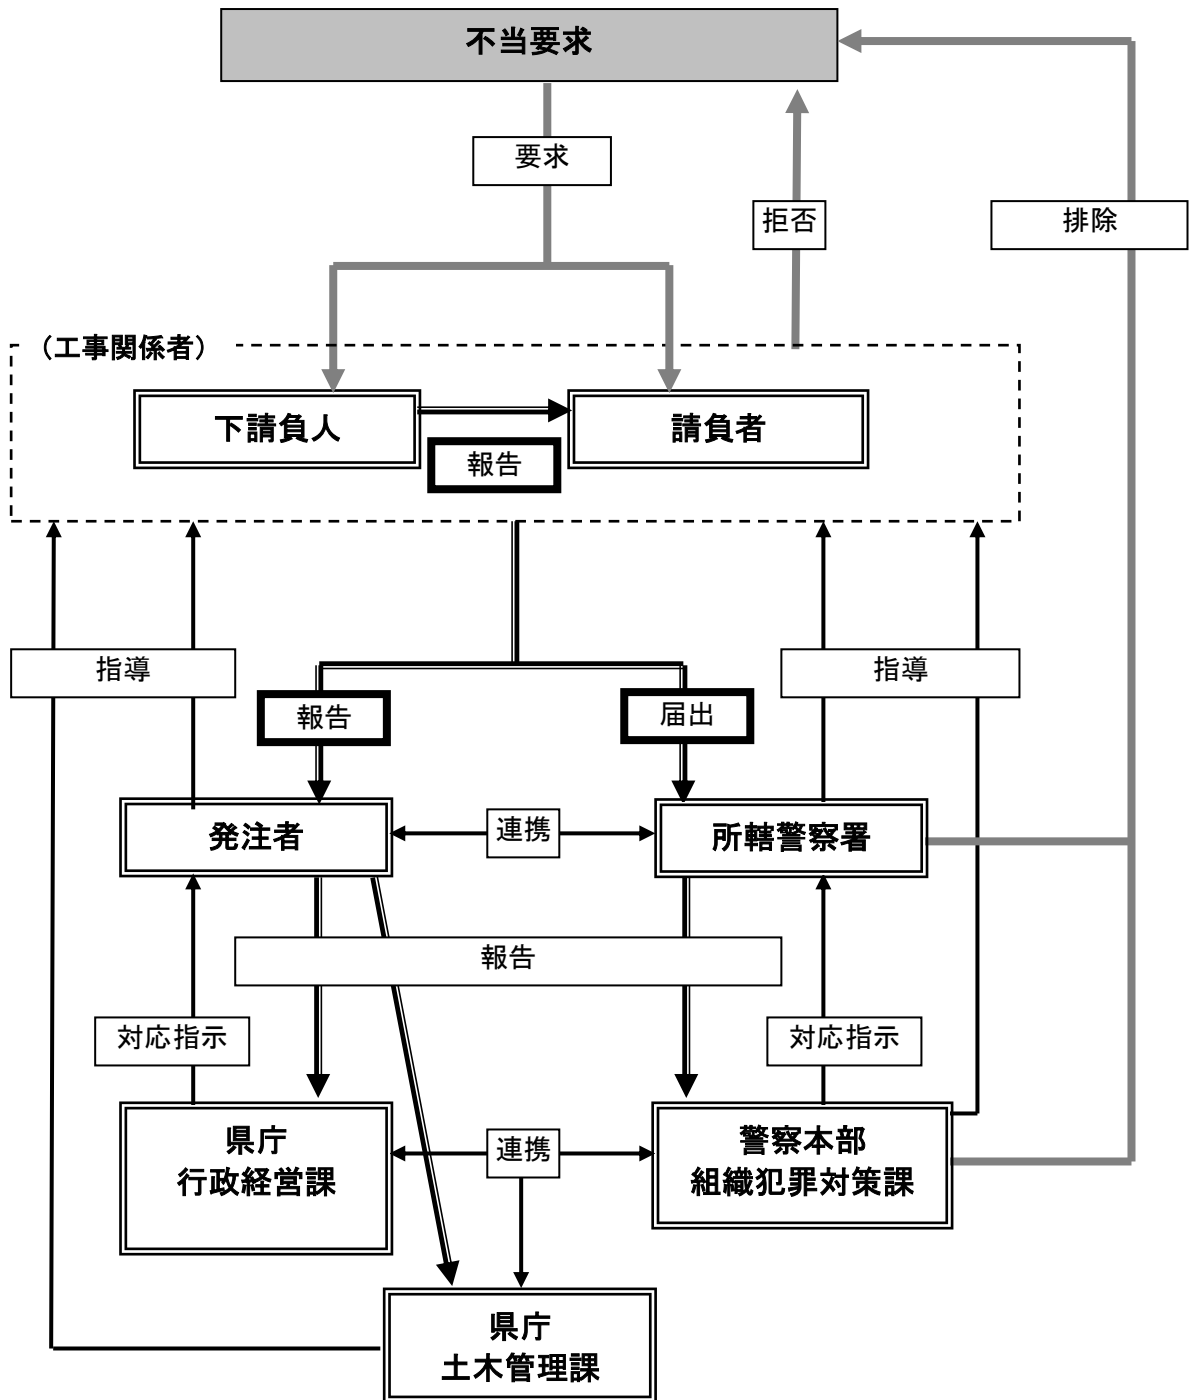 不当要求
要求
拒否
排除
（工事関係者）
下請負人
請負者
報告
指導
指導
報告
届出
発注者
連携
所轄警察署
報告
対応指示
対応指示
県庁
行政経営課
連携
警察本部
組織犯罪対策課
県庁
土木管理課